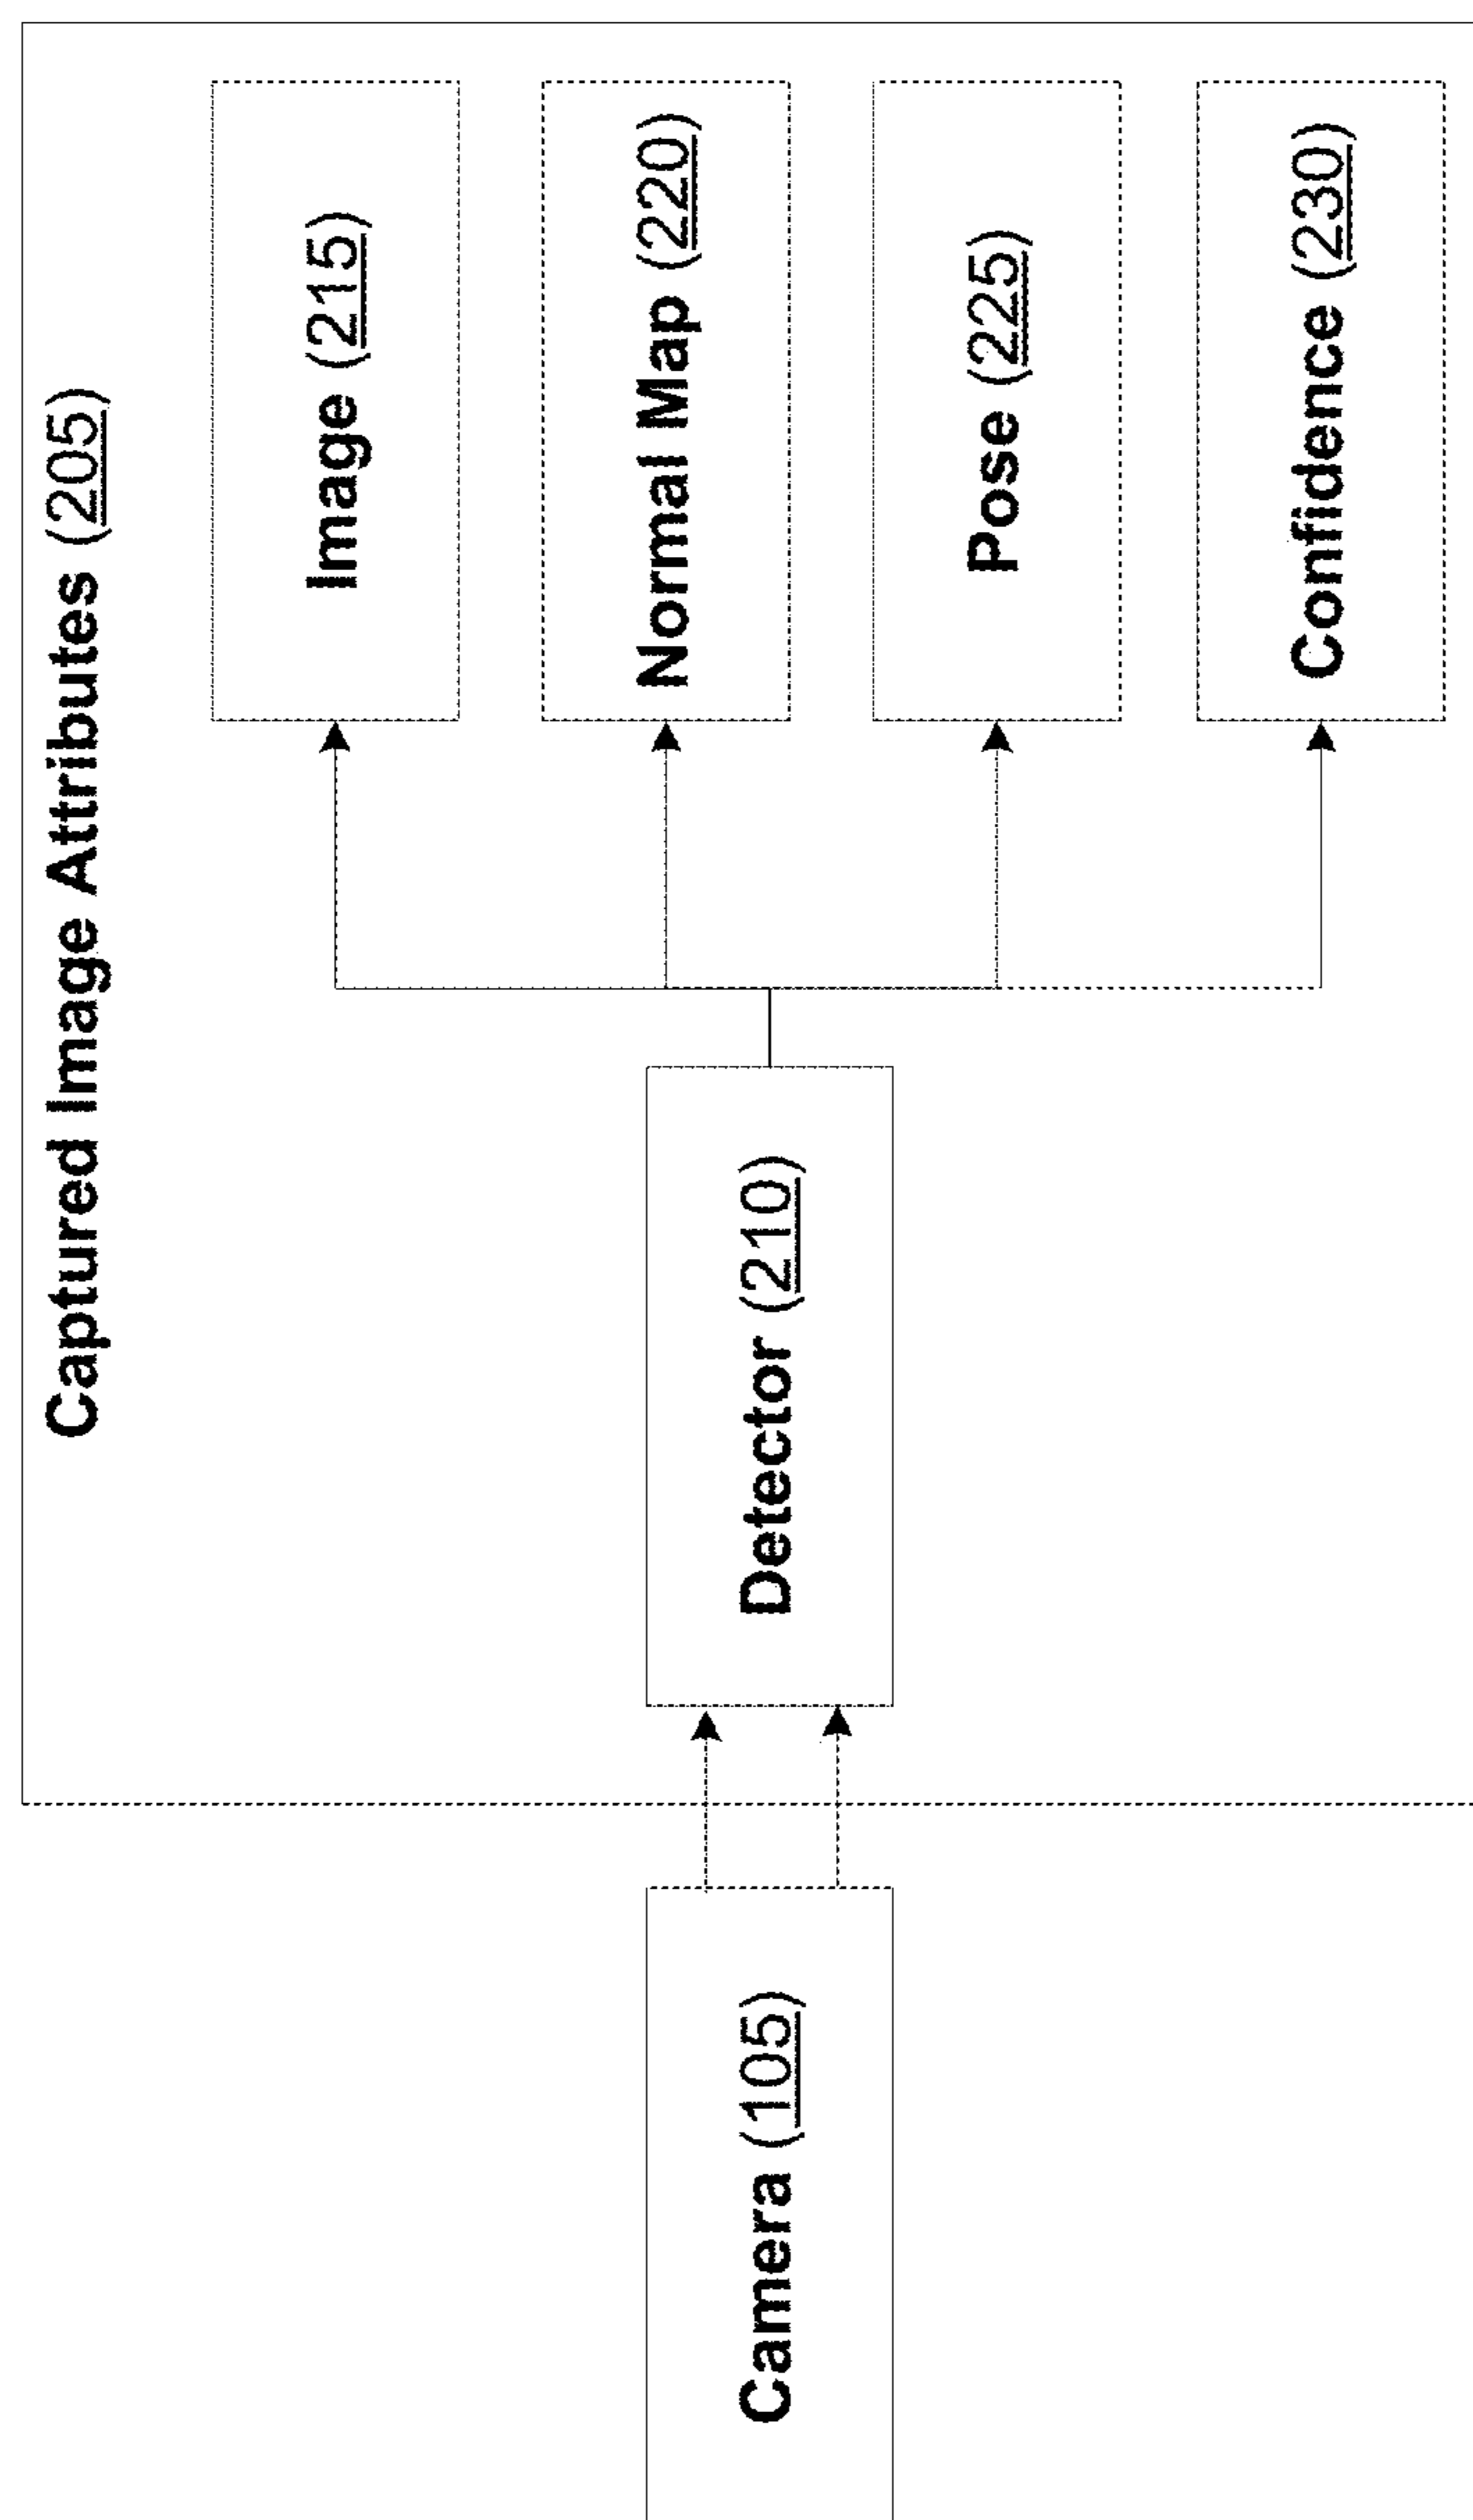 Captured Image Attributes (205)
Camera (105)
Detector (210)
Image (215)
Normal Map (220)
Pose (225)
Confidence (230)